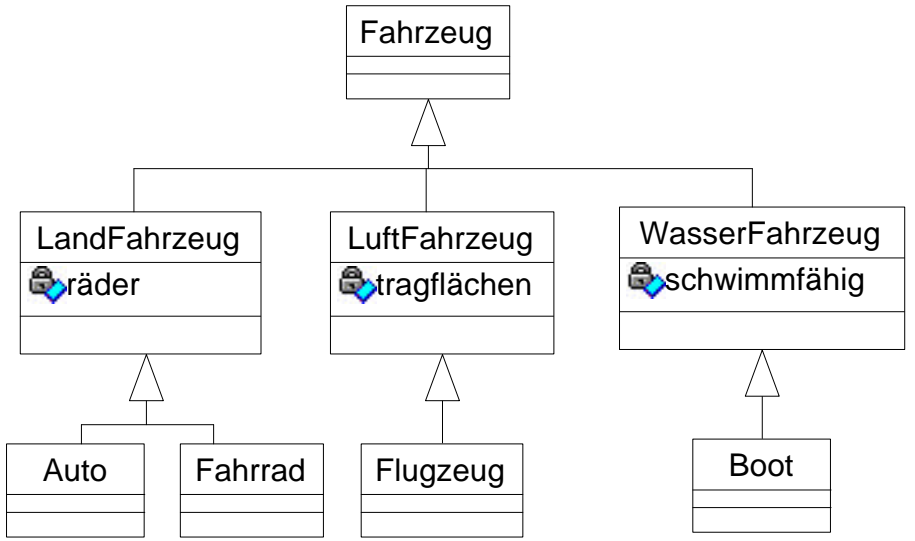 Fahrzeug
LandFahrzeug
räder
LuftFahrzeug
tragflächen
WasserFahrzeug
schwimmfähig
Auto
Fahrrad
Flugzeug
Boot